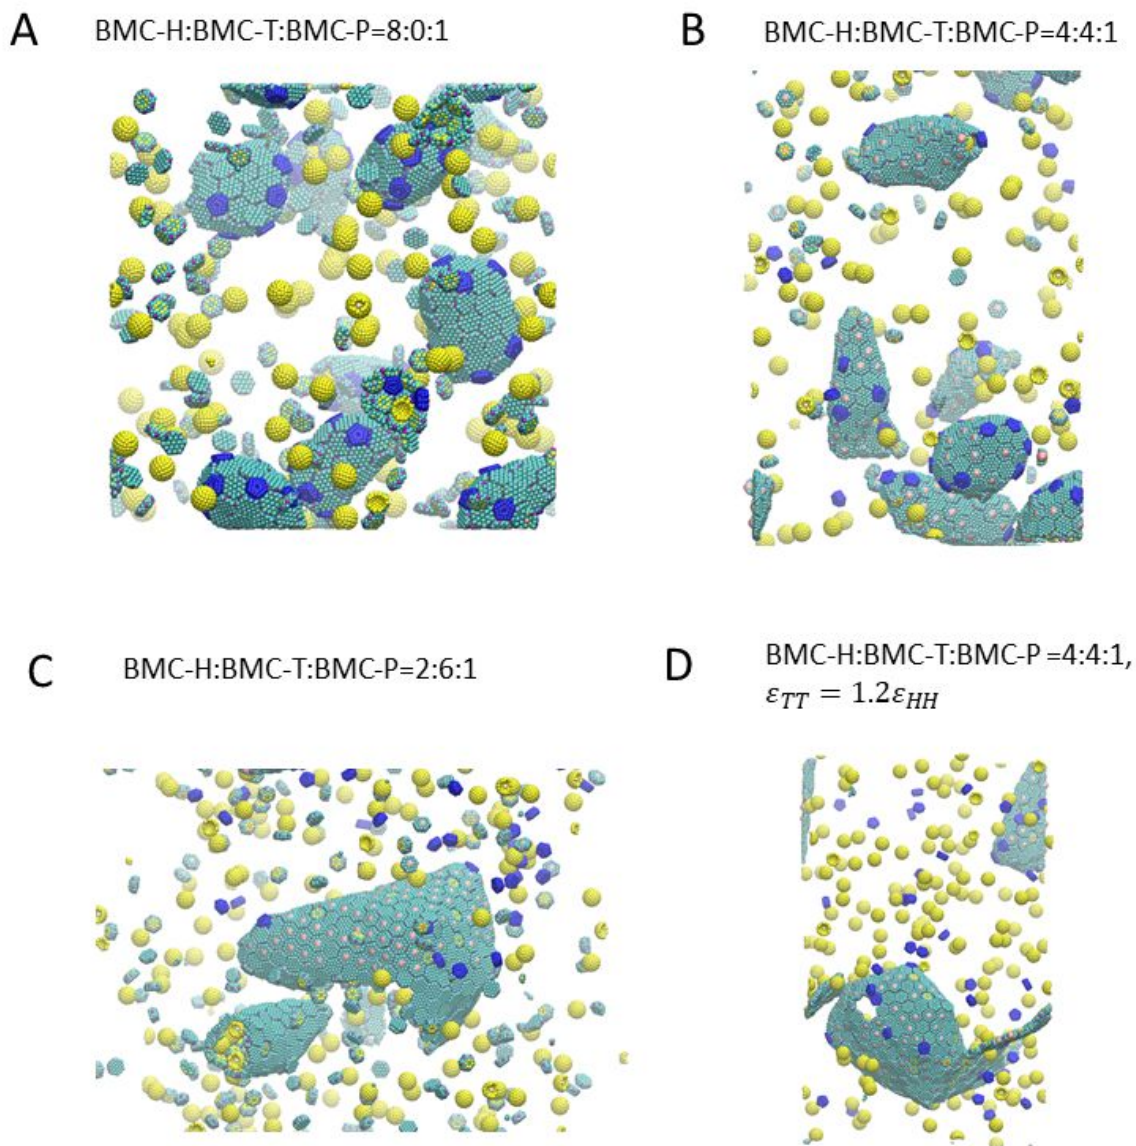 A
BMC-H:BMC-T:BMC-P=8:0:1
B
BMC-H:BMC-T:BMC-P=4:4:1
C
BMC-H:BMC-T:BMC-P=2:6:1
D
BMC-H:BMC-T:BMC-P =4:4:1,
𝜀𝑇𝑇 = 1.2𝜀𝐻𝐻